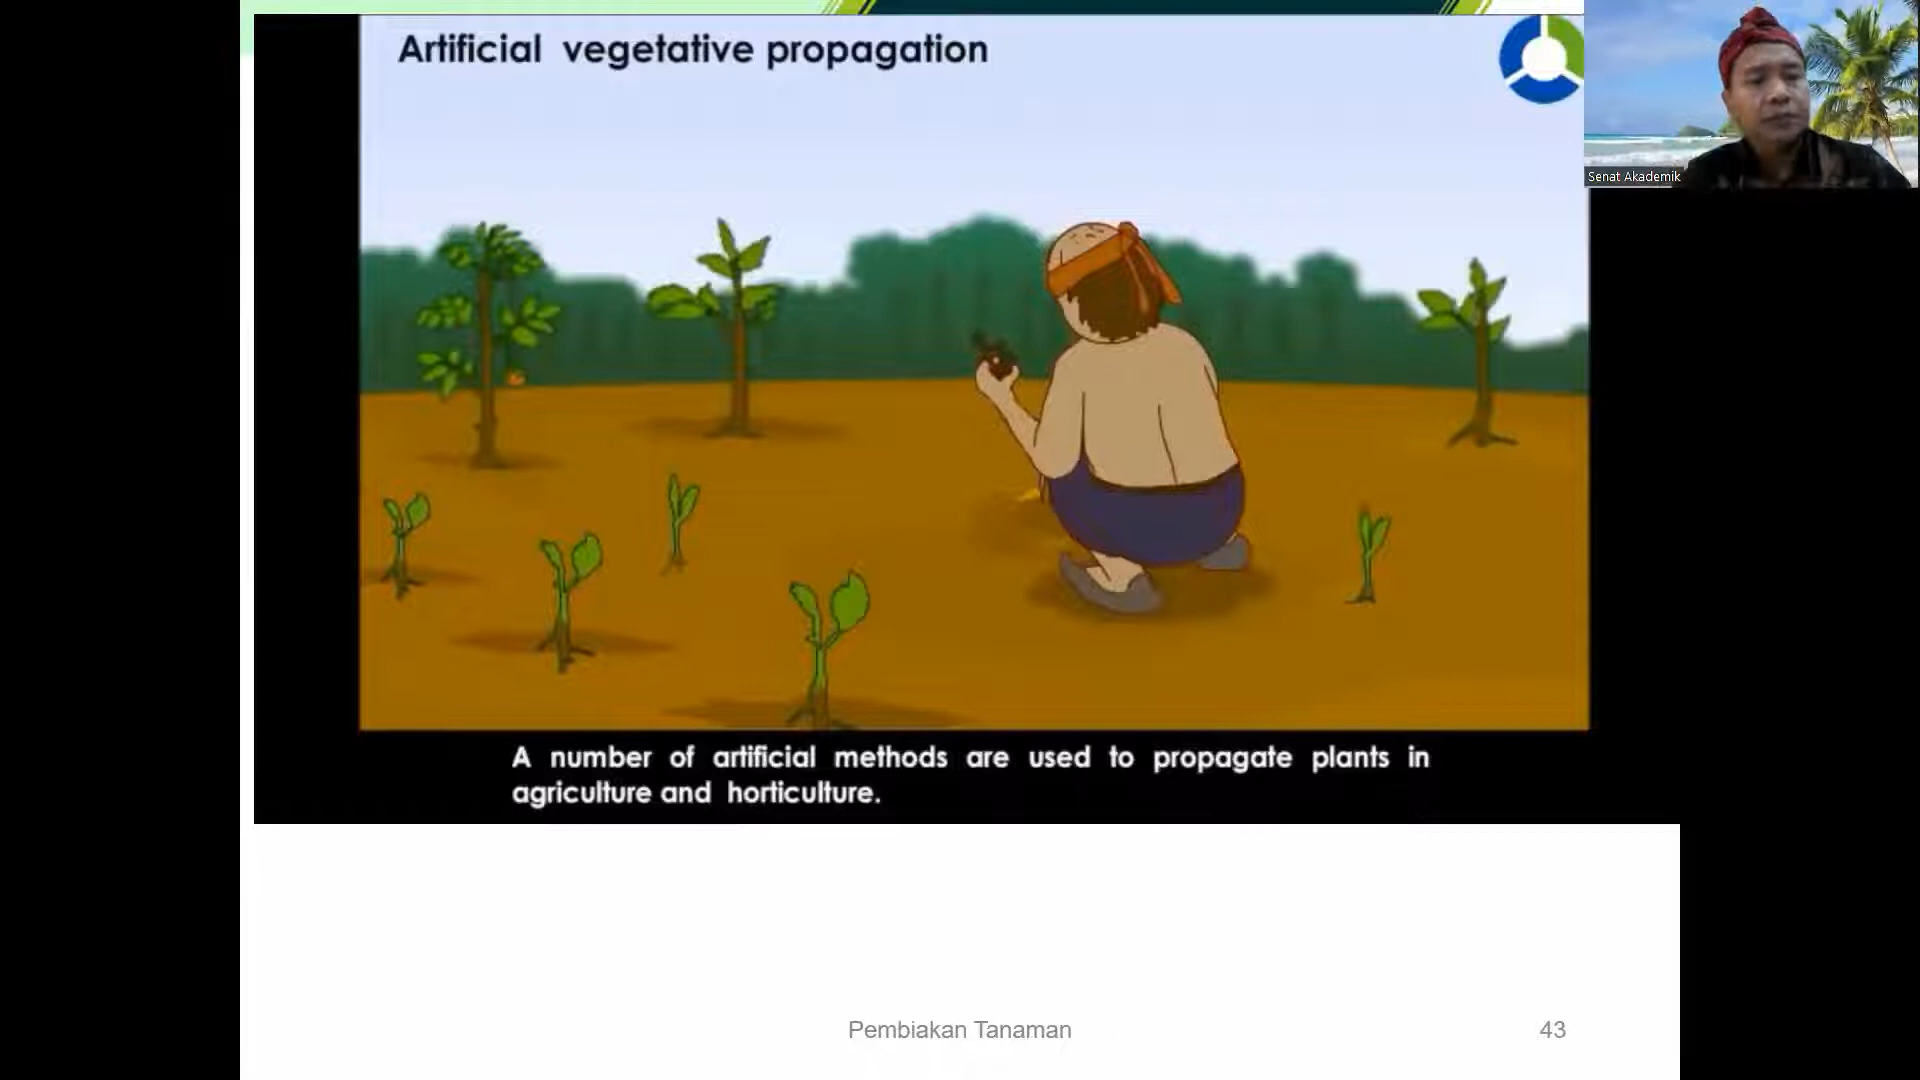 Artificial vegetative propagation
Senat Akademik
A number of artificial methods are used to propagate plants in
agriculture and horticulture.
Pembiakan Tanaman
43